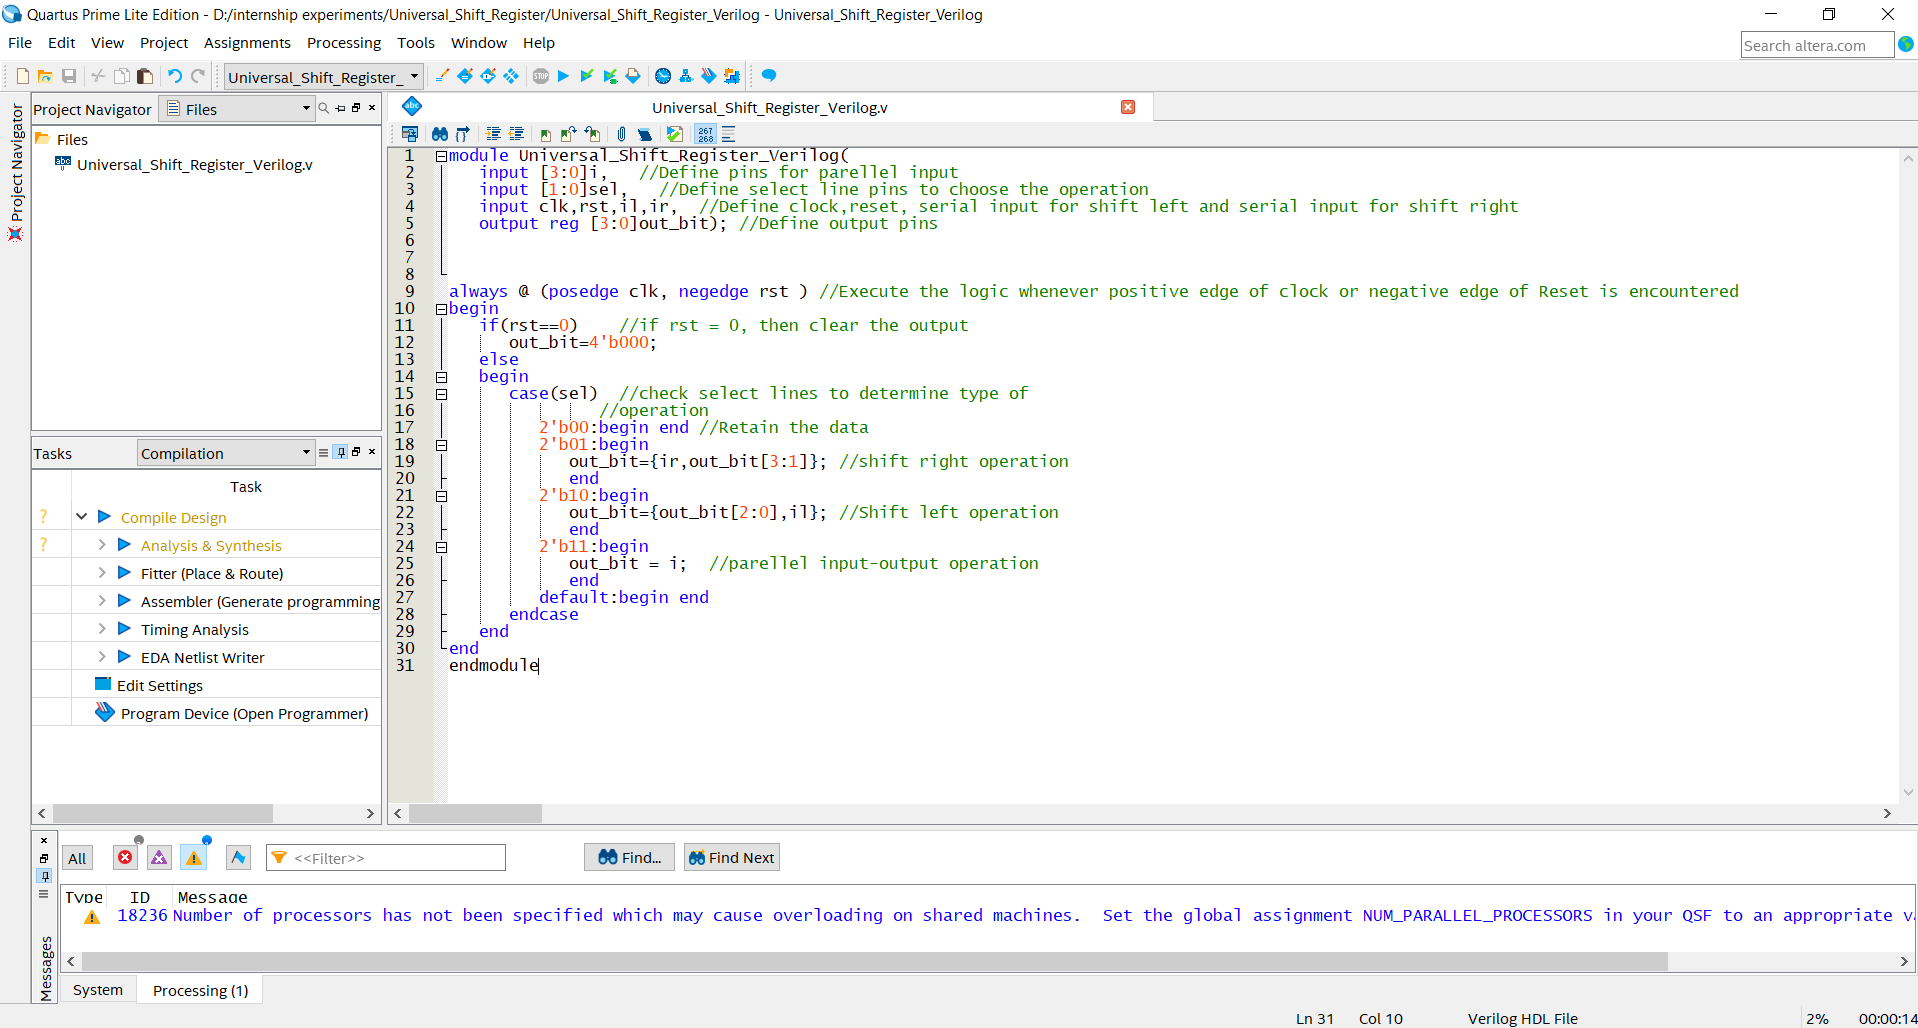 Quartus Prime Lite Edition - D:/internship experiments/Universal_Shift_Register/Universal_Shift_Register_Verilog - Universal_Shift_Register_Verilog
File Edit View Project Assignments Processing Tools Window Help
Search altera.com
Universal_Shift_Register_
STOP
Project Navigator
Project Navigator Files
Files
abc Universal_Shift_Register_Verilog.v
Tasks Compilation
Task
? Compile Design
? Analysis & Synthesis
Fitter (Place & Route)
Assembler (Generate programming
Timing Analysis
EDA Netlist Writer
Edit Settings
Program Device (Open Programmer)
abc Universal_Shift_Register_Verilog.v
267
268
1 module Universal_Shift_Register_Verilog(
2 input [3:0]i, //Define pins for parellel input
3 input [1:0]sel, //Define select line pins to choose the operation
4 input clk,rst,il,ir, //Define clock,reset, serial input for shift left and serial input for shift right
5 output reg [3:0]out_bit); //Define output pins
6
7
8
9 always @ (posedge clk, negedge rst ) //Execute the logic whenever positive edge of clock or negative edge of Reset is encountered
10 begin
11 if(rst==0) //if rst = 0, then clear the output
12 out_bit=4'b000;
13 else
14 begin
15 case(sel) //check select lines to determine type of
16 //operation
17 2'b00:begin end //Retain the data
18 2'b01:begin
19 out_bit={ir,out_bit[3:1]}; //shift right operation
20 end
21 2'b10:begin
22 out_bit={out_bit[2:0],il}; //Shift left operation
23 end
24 2'b11:begin
25 out_bit = i; //parellel input-output operation
26 end
27 default:begin end
28 endcase
29 end
30 end
31 endmodule
All <<Filter>> Find... Find Next
Type ID Message
18236 Number of processors has not been specified which may cause overloading on shared machines. Set the global assignment NUM_PARALLEL_PROCESSORS in your QSF to an appropriate v
Messages
System Processing (1)
Ln 31 Col 10 Verilog HDL File 2% 00:00:14